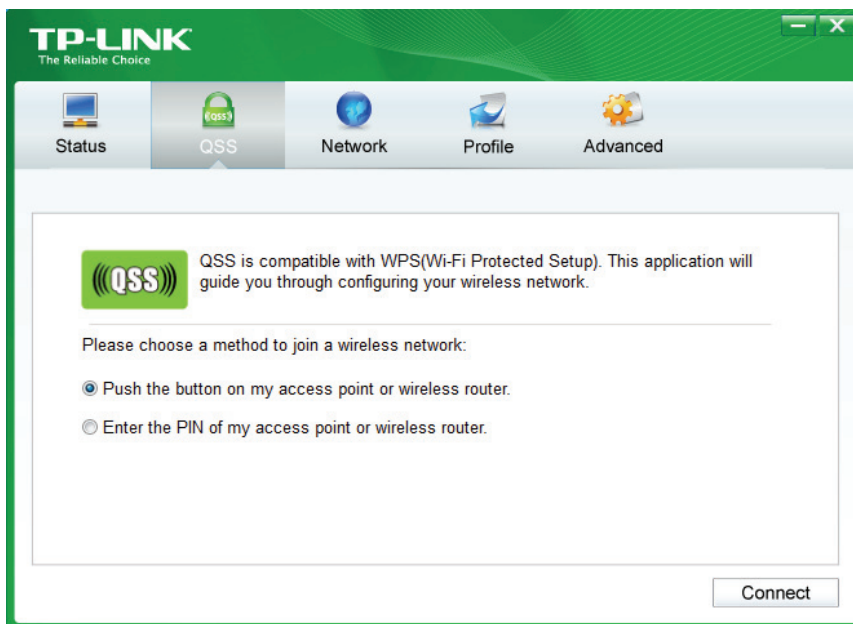 TP-LINK
The Reliable Choice
Status
QSS
QSS
Network
Profile
Advanced
(((QSS)))
QSS is compatible with WPS(Wi-Fi Protected Setup). This application will
guide you through configuring your wireless network.
Please choose a method to join a wireless network:
Push the button on my access point or wireless router.
Enter the PIN of my access point or wireless router.
Connect